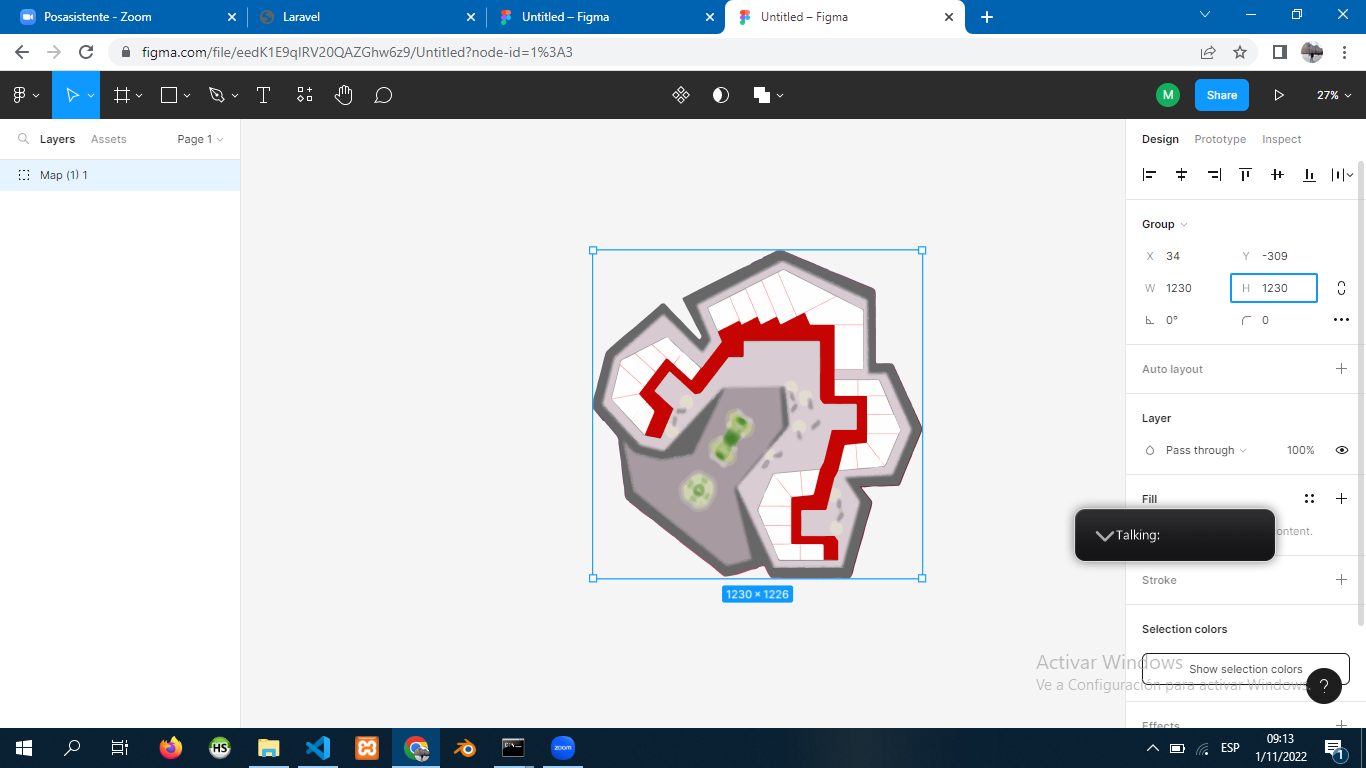 Posasistente - Zoom
Laravel
Untitled – Figma
Untitled – Figma
figma.com/file/eedK1E9qlRV20QAZGhw6z9/Untitled?node-id=1%3A3
M
Share
27%
Layers Assets Page 1
Map (1) 1
Design Prototype Inspect
Group
X 34 Y -309
W 1230 H 1230
0° 0
Auto layout
Layer
Pass through 100%
Fill
Talking:
ontent.
Stroke
Selection colors
Show selection colors
1230 × 1226
Activar Windows
Ve a Configuración para activar Windows.
?
Effects
HS
zoom
ESP
09:13
1/11/2022
1